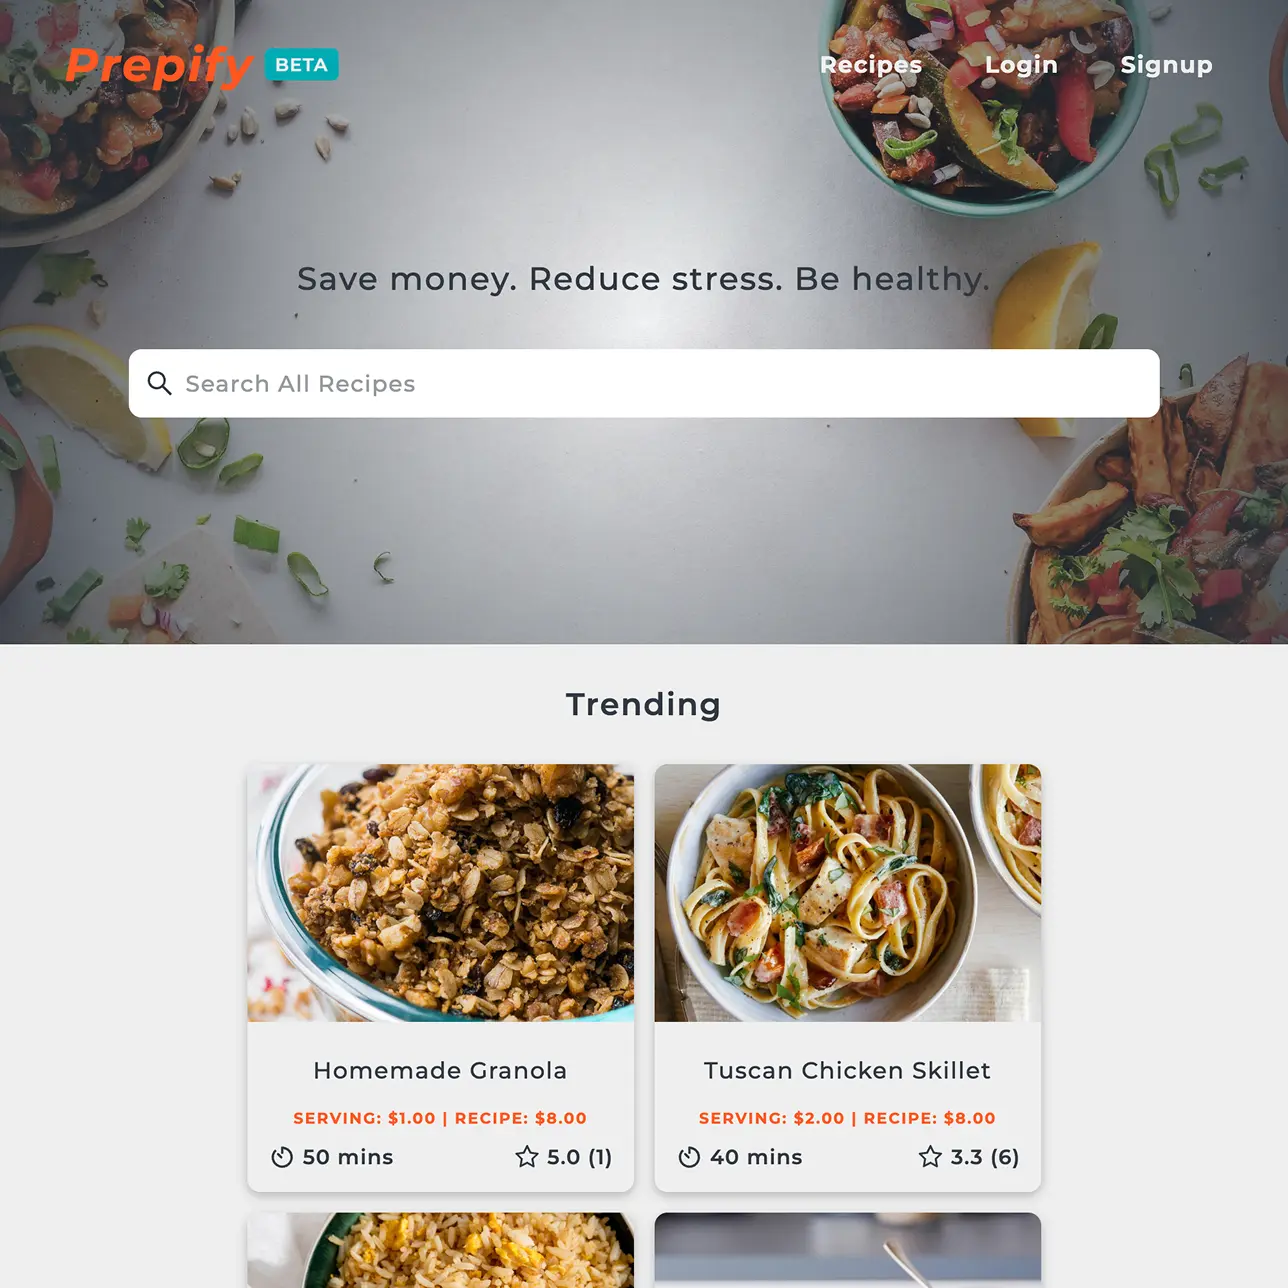 Prepify BETA Recipes Login Signup
Save money. Reduce stress. Be healthy.
Search All Recipes
Trending
Homemade Granola
SERVING: $1.00 | RECIPE: $8.00
50 mins 5.0 (1)
Tuscan Chicken Skillet
SERVING: $2.00 | RECIPE: $8.00
40 mins 3.3 (6)